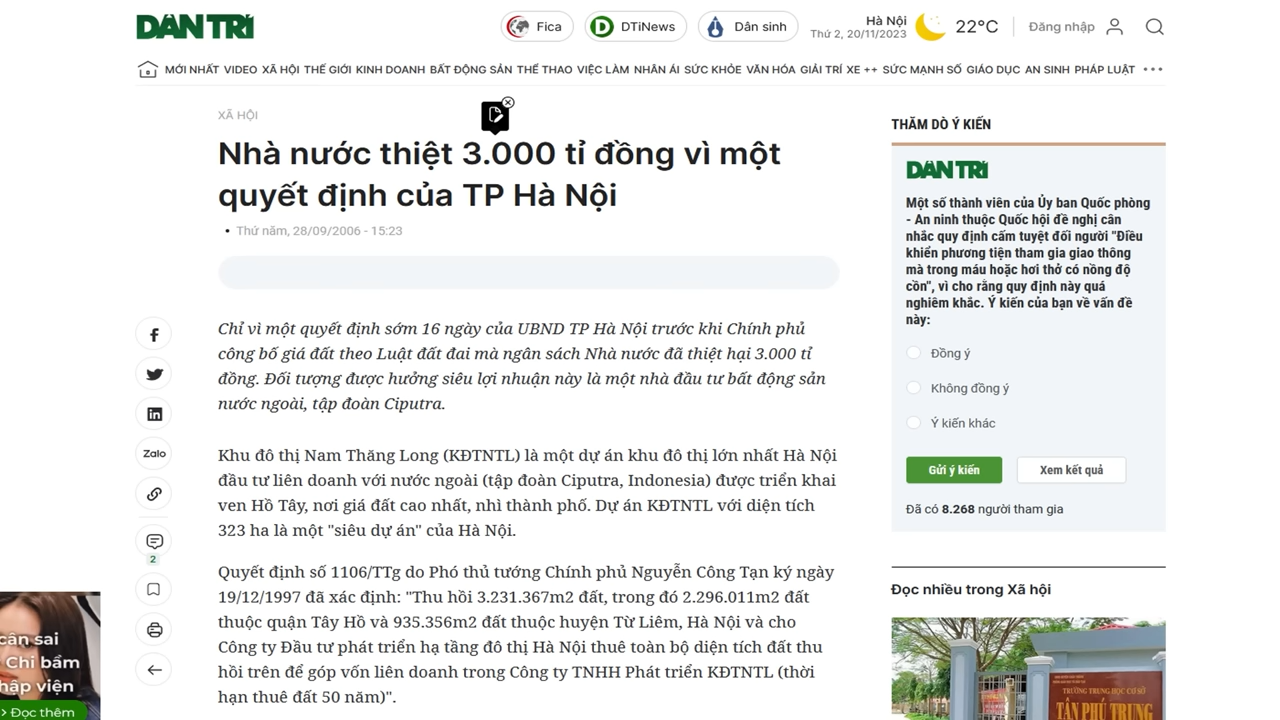 DÂN TRÍ
Fica
DTiNews
Dân sinh
Hà Nội
Thứ 2, 20/11/2023
22°C
Đăng nhập
MỚI NHẤT VIDEO XÃ HỘI THẾ GIỚI KINH DOANH BẤT ĐỘNG SẢN THỂ THAO VIỆC LÀM NHÂN ÁI SỨC KHỎE VĂN HÓA GIẢI TRÍ XE ++ SỨC MẠNH SỐ GIÁO DỤC AN SINH PHÁP LUẬT
XÃ HỘI
Nhà nước thiệt 3.000 tỉ đồng vì một
quyết định của TP Hà Nội
Thứ năm, 28/09/2006 - 15:23
Chỉ vì một quyết định sớm 16 ngày của UBND TP Hà Nội trước khi Chính phủ
công bố giá đất theo Luật đất đai mà ngân sách Nhà nước đã thiệt hại 3.000 tỉ
đồng. Đối tượng được hưởng siêu lợi nhuận này là một nhà đầu tư bất động sản
nước ngoài, tập đoàn Ciputra.
Khu đô thị Nam Thăng Long (KĐTNTL) là một dự án khu đô thị lớn nhất Hà Nội
đầu tư liên doanh với nước ngoài (tập đoàn Ciputra, Indonesia) được triển khai
ven Hồ Tây, nơi giá đất cao nhất, nhì thành phố. Dự án KĐTNTL với diện tích
323 ha là một "siêu dự án" của Hà Nội.
Quyết định số 1106/TTg do Phó thủ tướng Chính phủ Nguyễn Công Tạn ký ngày
19/12/1997 đã xác định: "Thu hồi 3.231.367m2 đất, trong đó 2.296.011m2 đất
thuộc quận Tây Hồ và 935.356m2 đất thuộc huyện Từ Liêm, Hà Nội và cho
Công ty Đầu tư phát triển hạ tầng đô thị Hà Nội thuê toàn bộ diện tích đất thu
hồi trên để góp vốn liên doanh trong Công ty TNHH Phát triển KĐTNTL (thời
hạn thuê đất 50 năm)".
Zalo
2
cân sai
Chi bầm
nhập viện
> Đọc thêm
THĂM DÒ Ý KIẾN
DÂN TRÍ
Một số thành viên của Ủy ban Quốc phòng
- An ninh thuộc Quốc hội đề nghị cân
nhắc quy định cấm tuyệt đối người "Điều
khiển phương tiện tham gia giao thông
mà trong máu hoặc hơi thở có nồng độ
cồn", vì cho rằng quy định này quá
nghiêm khắc. Ý kiến của bạn về vấn đề
này:
Đồng ý
Không đồng ý
Ý kiến khác
Gửi ý kiến
Xem kết quả
Đã có 8.268 người tham gia
Đọc nhiều trong Xã hội
TRƯỜNG TRUNG HỌC CƠ SỞ
TÂN PHÚ TRUNG